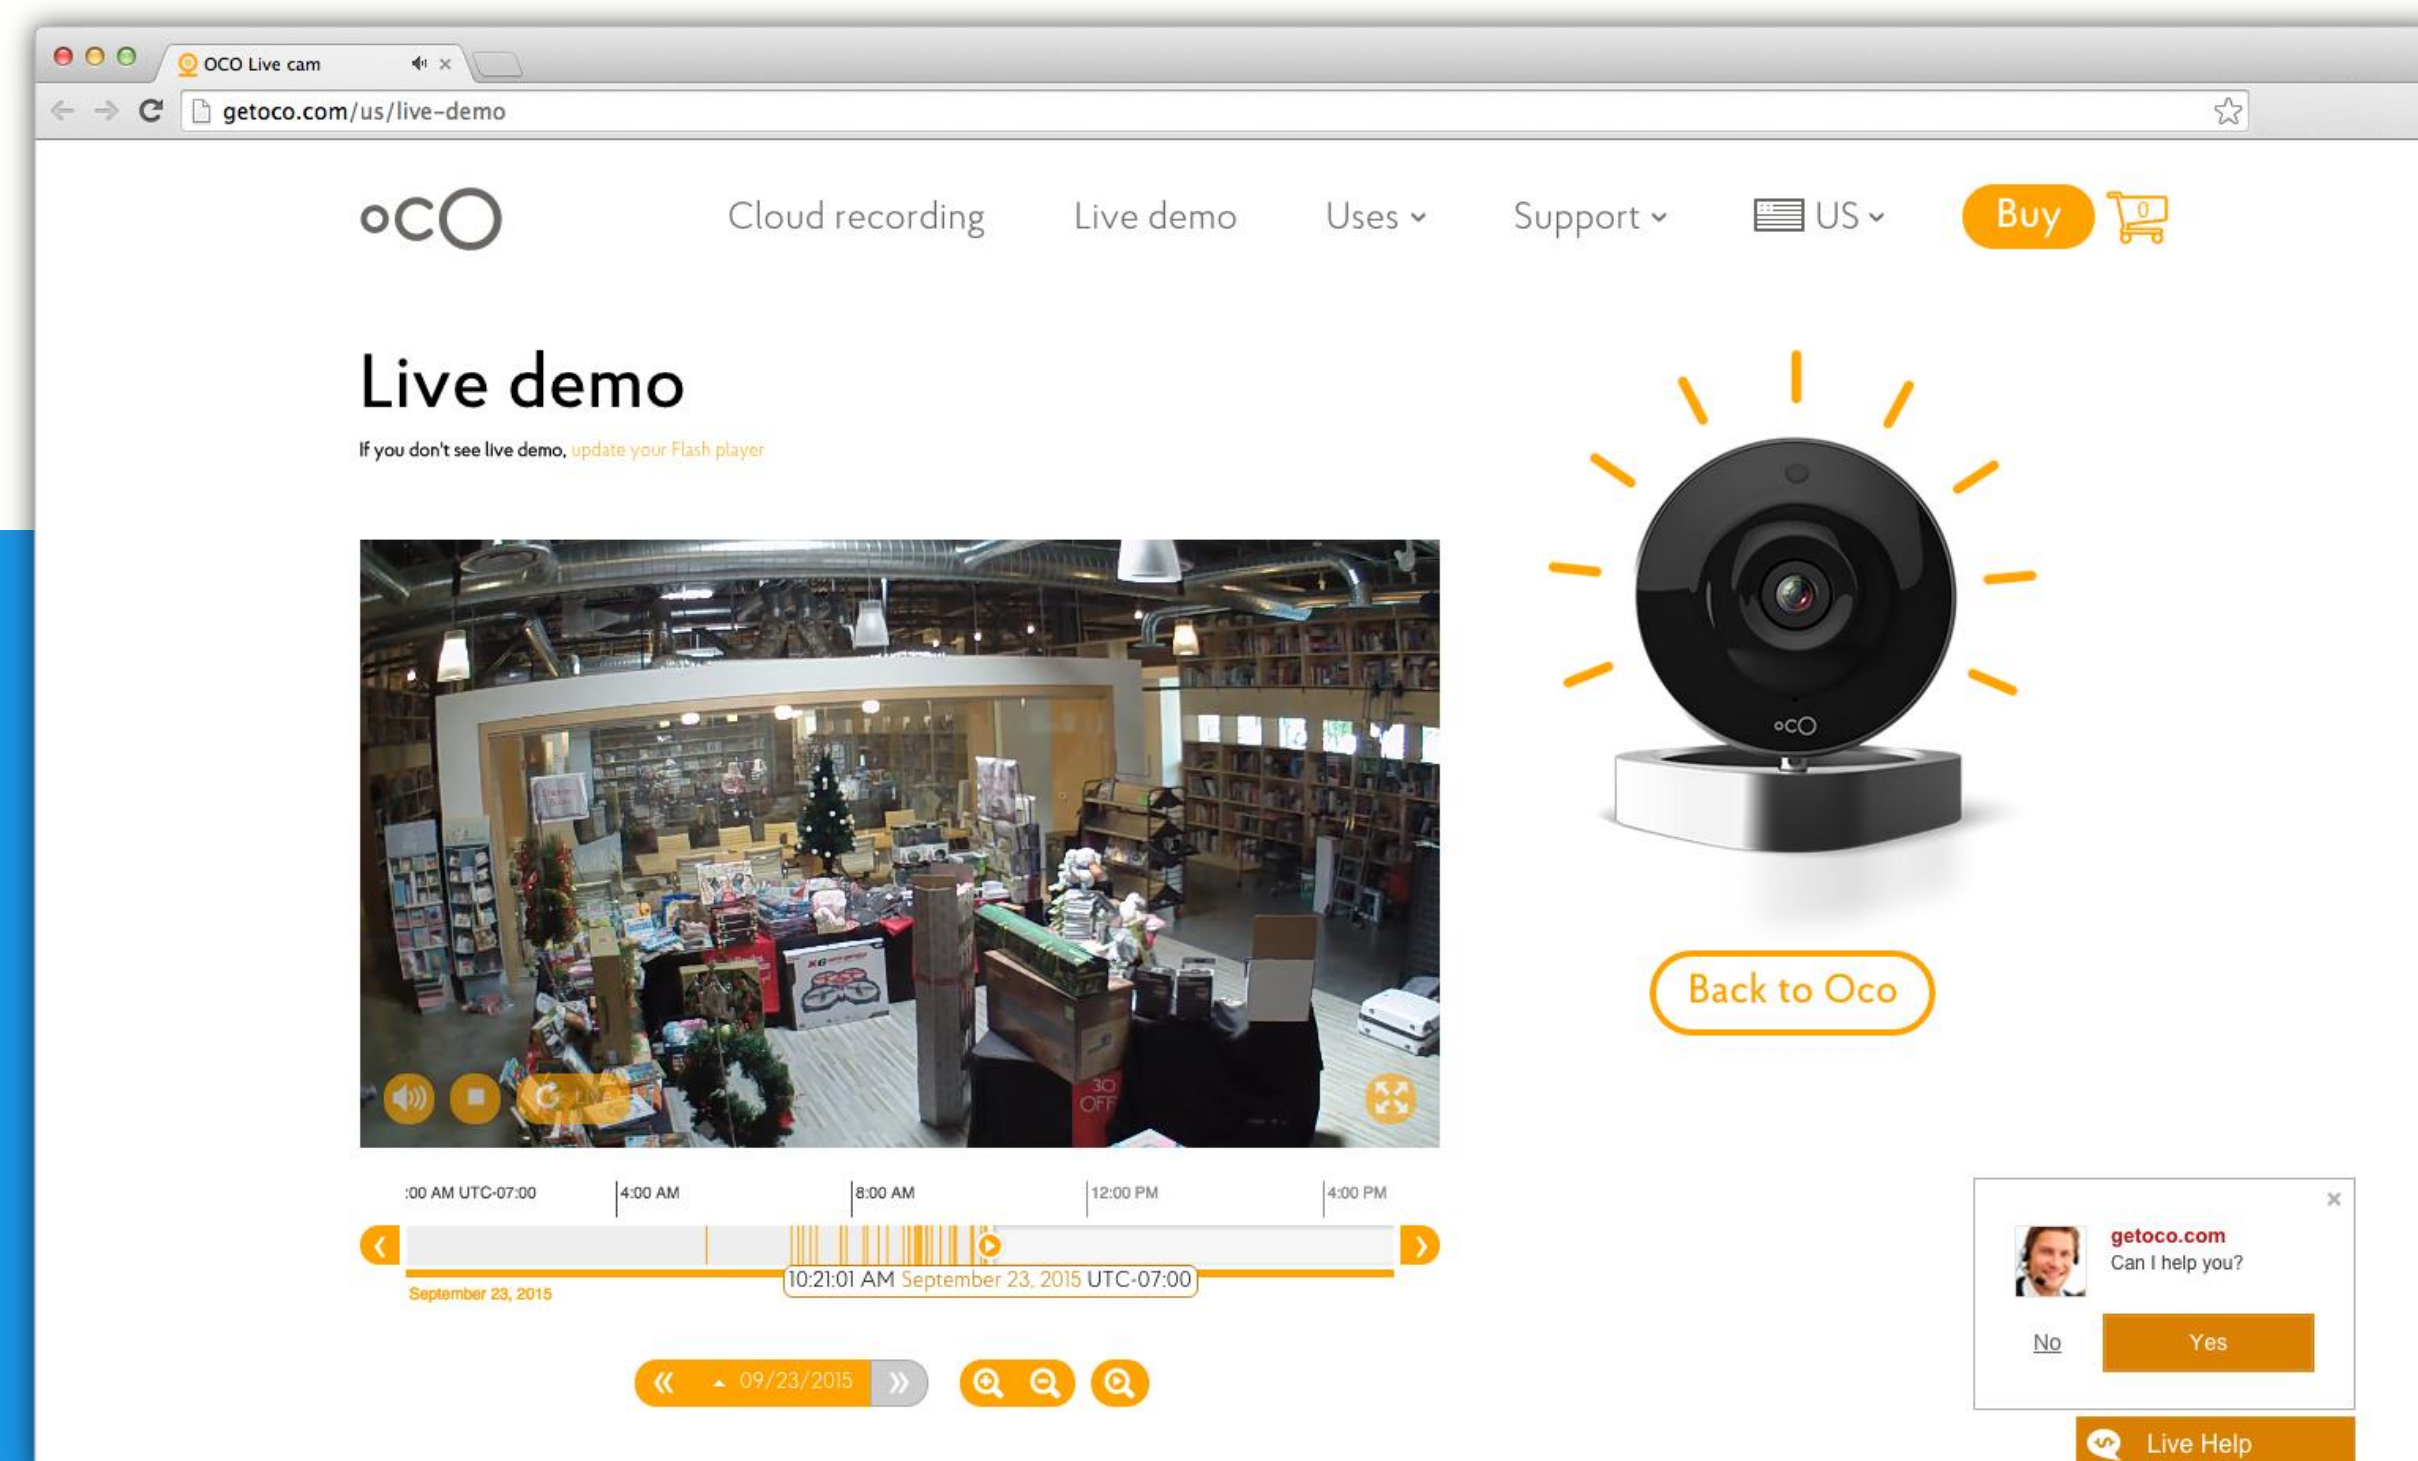 OCO Live cam
getoco.com/us/live-demo
oco
Cloud recording
Live demo
Uses
Support
US
Buy
0
Live demo
If you don't see live demo, update your Flash player
oco
X6
30
OFF
LIVE
Back to Oco
:00 AM UTC-07:00
4:00 AM
8:00 AM
12:00 PM
4:00 PM
10:21:01 AM September 23, 2015 UTC-07:00
September 23, 2015
09/23/2015
getoco.com
Can I help you?
No
Yes
Live Help